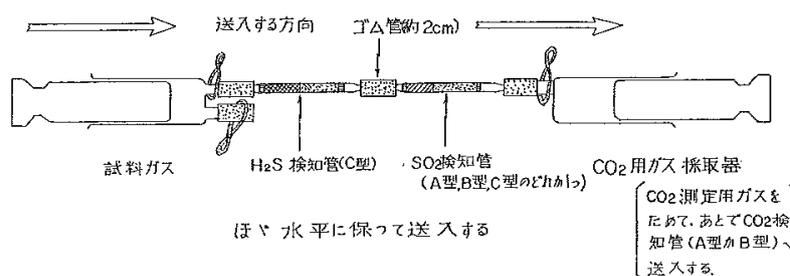 送入する方向
ゴム管約2cm)
試料ガス
H₂S検知管(C型)
SO₂検知管
(A型,B型,C型のどれか1つ)
CO₂用ガス採取器
CO₂測定用ガスを
ためて、あとでCO₂検
知管(A型かB型)へ
送入する。
ほゞ水平に保って送入する